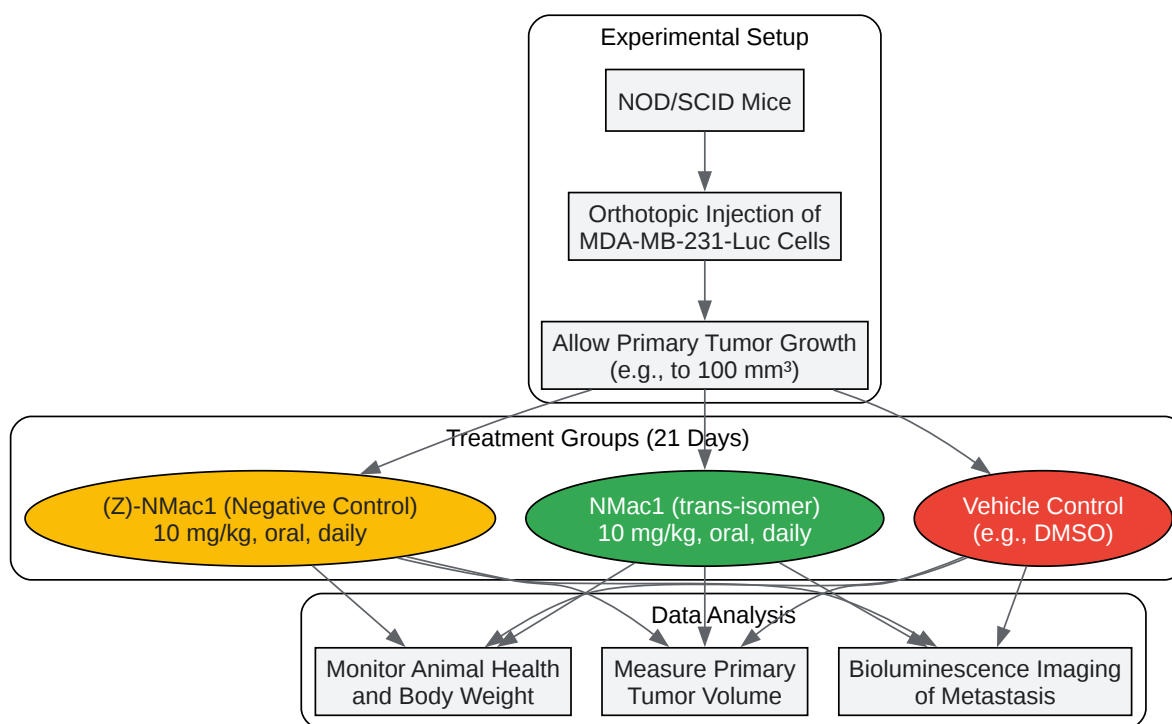 Experimental Setup
NOD/SCID Mice
Orthotopic Injection of
MDA-MB-231-Luc Cells
Allow Primary Tumor Growth
(e.g., to 100 mm³)
Treatment Groups (21 Days)
(Z)-NMac1 (Negative Control)
10 mg/kg, oral, daily
NMac1 (trans-isomer)
10 mg/kg, oral, daily
Vehicle Control
(e.g., DMSO)
Data Analysis
Monitor Animal Health
and Body Weight
Measure Primary
Tumor Volume
Bioluminescence Imaging
of Metastasis